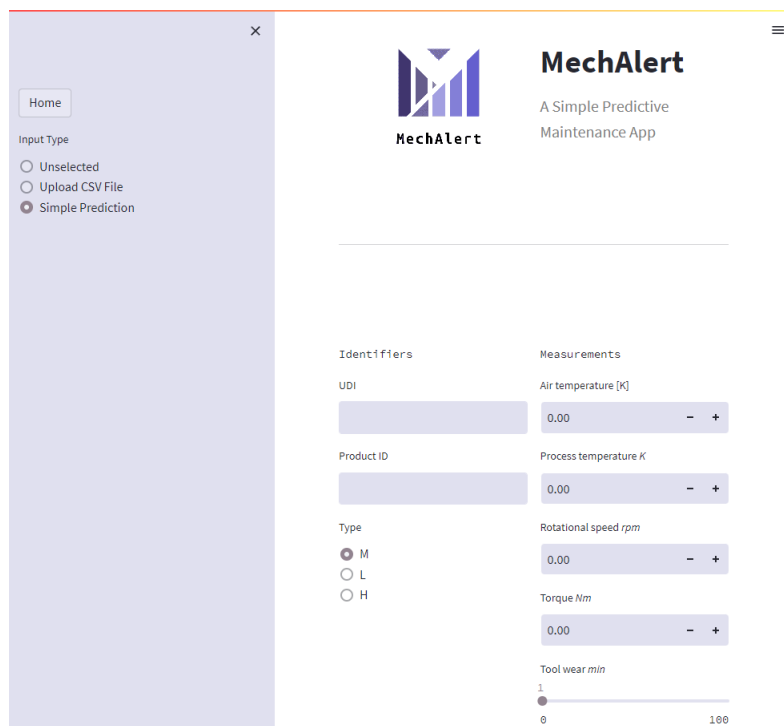 Home
Input Type
Unselected
Upload CSV File
Simple Prediction
MechAlert
MechAlert
A Simple Predictive
Maintenance App
Identifiers
UDI
Product ID
Type
M
L
H
Measurements
Air temperature [K]
0.00
- +
Process temperature K
0.00
- +
Rotational speed rpm
0.00
- +
Torque Nm
0.00
- +
Tool wear min
1
0 100